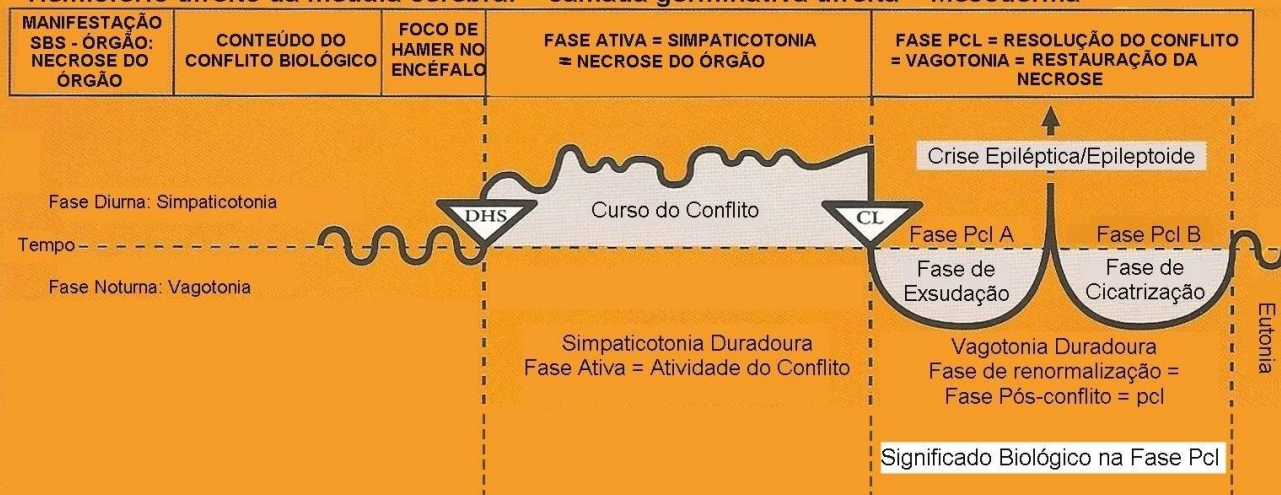 MANIFESTAÇÃO
SBS - ÓRGÃO:
NECROSE DO
ÓRGÃO
CONTEÚDO DO
CONFLITO BIOLÓGICO
FOCO DE
HAMER NO
ENCÉFALO
FASE ATIVA = SIMPATICOTONIA
= NECROSE DO ÓRGÃO
FASE PCL = RESOLUÇÃO DO CONFLITO
= VAGOTONIA = RESTAURAÇÃO DA
NECROSE
Crise Epiléptica/Epileptoide
Fase Diurna: Simpaticotonia
DHS
Curso do Conflito
CL
Tempo
Fase Pcl A
Fase Pcl B
Fase Noturna: Vagotonia
Fase de
Exsudação
Fase de
Cicatrização
Eutonia
Simpaticotonia Duradoura
Fase Ativa = Atividade do Conflito
Vagotonia Duradoura
Fase de renormalização =
Fase Pós-conflito = pcl
Significado Biológico na Fase Pcl